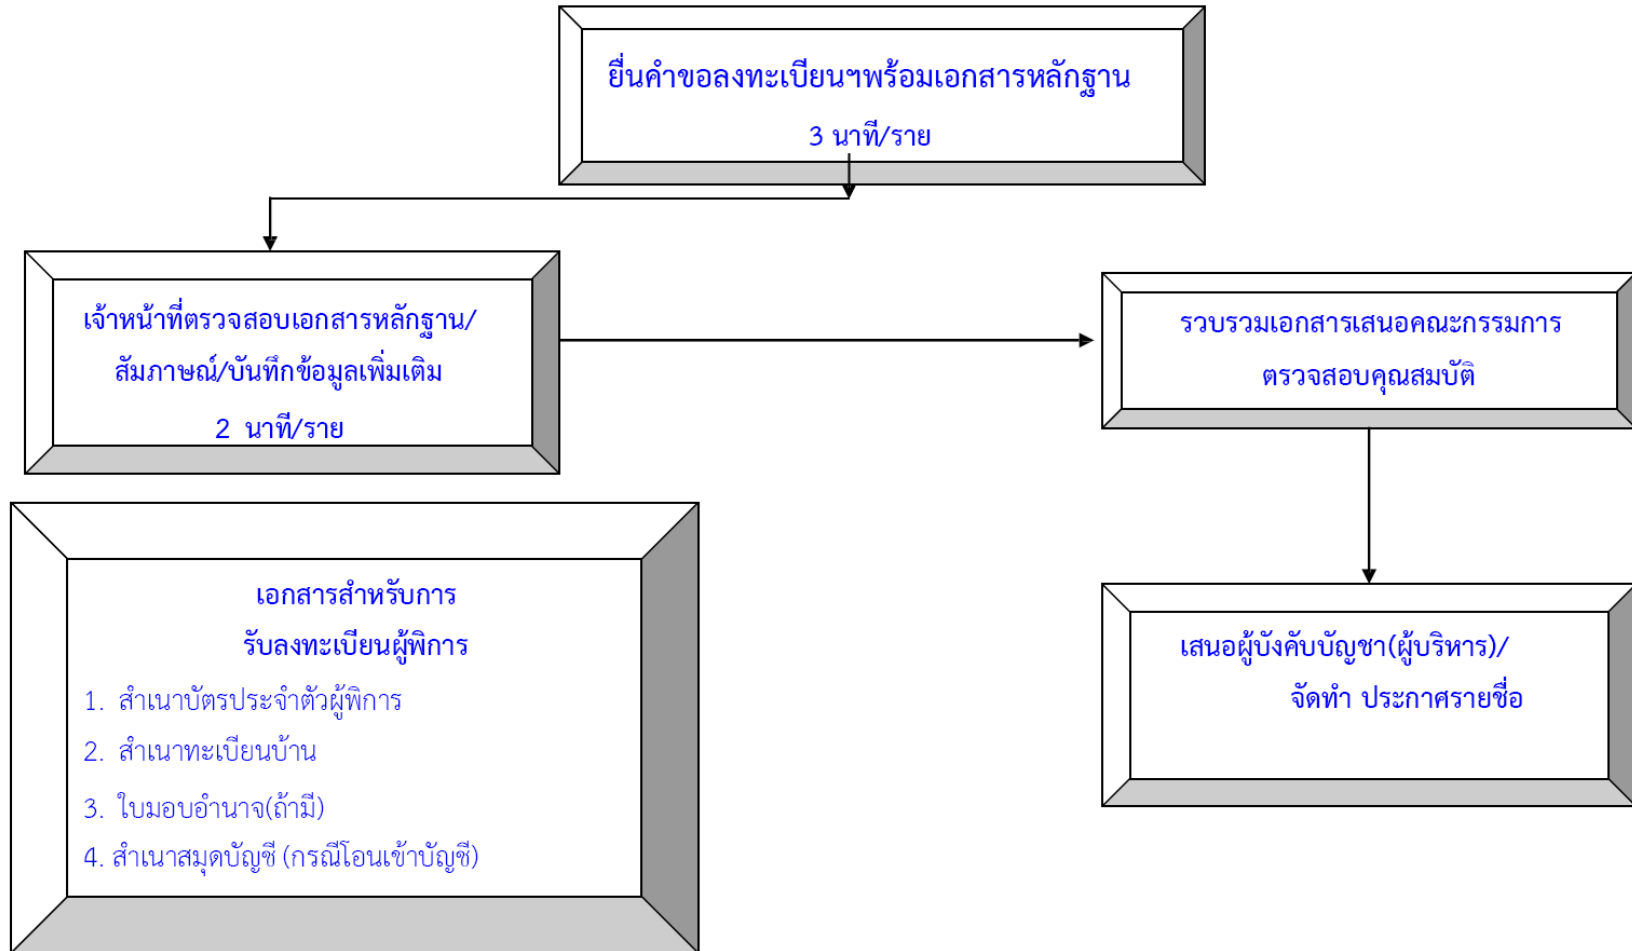 ยื่นคำขอลงทะเบียนฯพร้อมเอกสารหลักฐาน
3 นาที/ราย
เจ้าหน้าที่ตรวจสอบเอกสารหลักฐาน/
สัมภาษณ์/บันทึกข้อมูลเพิ่มเติม
2 นาที/ราย
รวบรวมเอกสารเสนอคณะกรรมการ
ตรวจสอบคุณสมบัติ
เสนอผู้บังคับบัญชา(ผู้บริหาร)/
จัดทำ ประกาศรายชื่อ
เอกสารสำหรับการ
รับลงทะเบียนผู้พิการ
1. สำเนาบัตรประจำตัวผู้พิการ
2. สำเนาทะเบียนบ้าน
3. ใบมอบอำนาจ(ถ้ามี)
4. สำเนาสมุดบัญชี (กรณีโอนเข้าบัญชี)